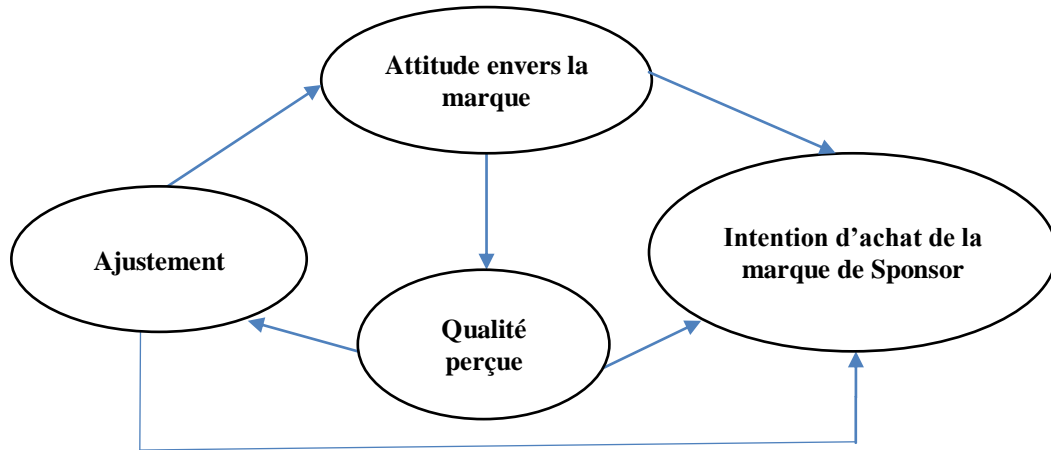 Attitude envers la
marque
Ajustement
Intention d’achat de la
marque de Sponsor
Qualité
perçue